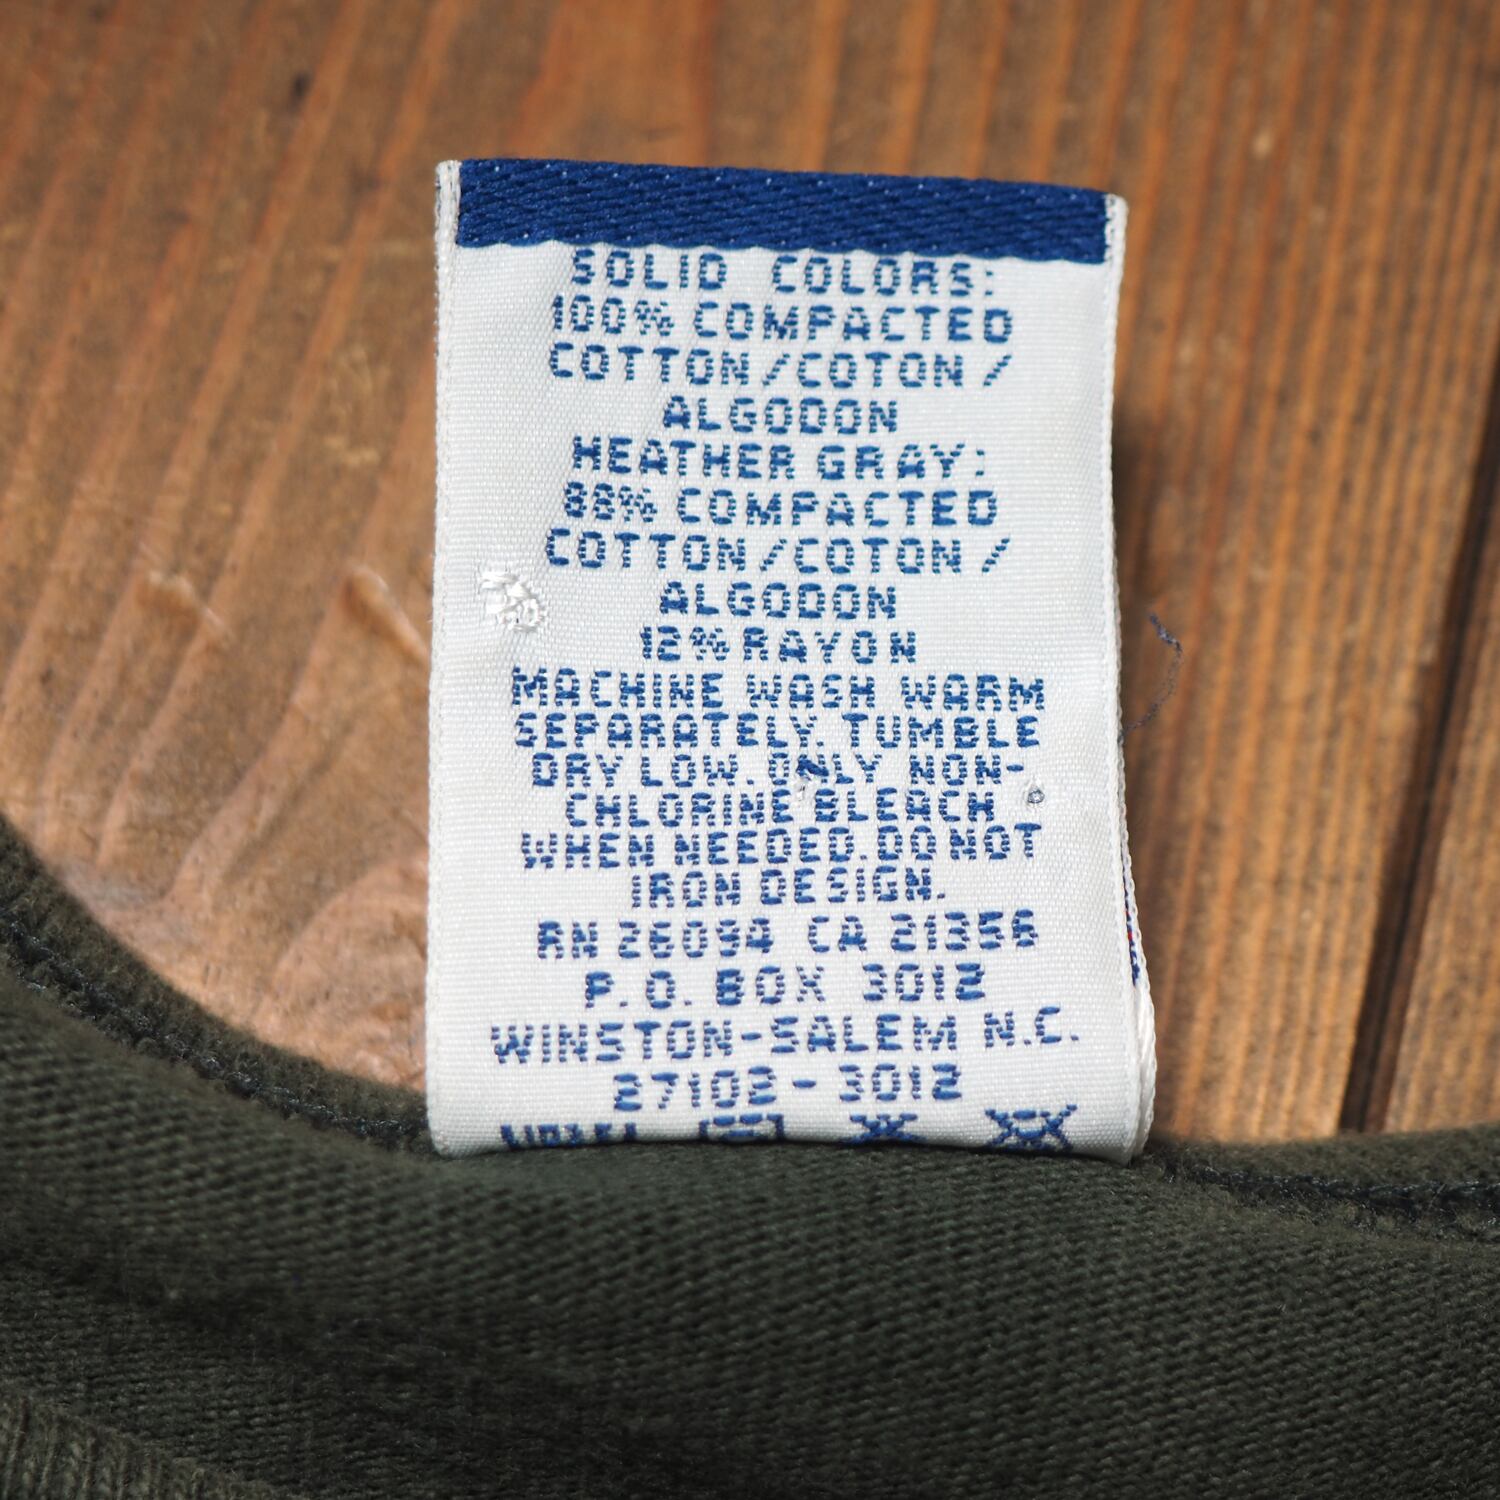 SOLID COLORS:
100% COMPACTED
COTTON/COTON/
ALGODON
HEATHER GRAY:
88% COMPACTED
COTTON/COTON/
ALGODON
12% RAYON
MACHINE WASH WARM
SEPARATELY. TUMBLE
DRY LOW. ONLY NON-
CHLORINE BLEACH
WHEN NEEDED. DO NOT
IRON DESIGN.
RN 26094 CA 21356
P.O. BOX 3012
WINSTON-SALEM N.C.
27102-3012